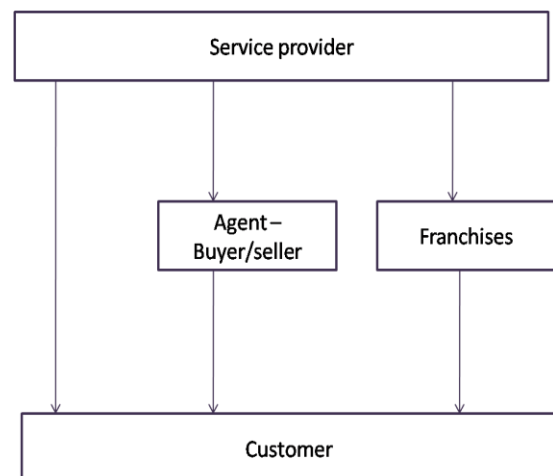 Service provider
Agent –
Buyer/seller
Franchises
Customer